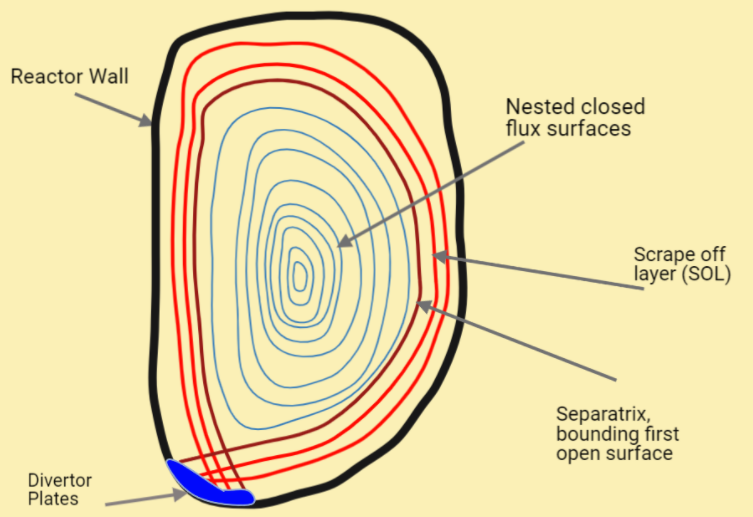 Reactor Wall
Nested closed
flux surfaces
Scrape off
layer (SOL)
Separatrix,
bounding first
open surface
Divertor
Plates